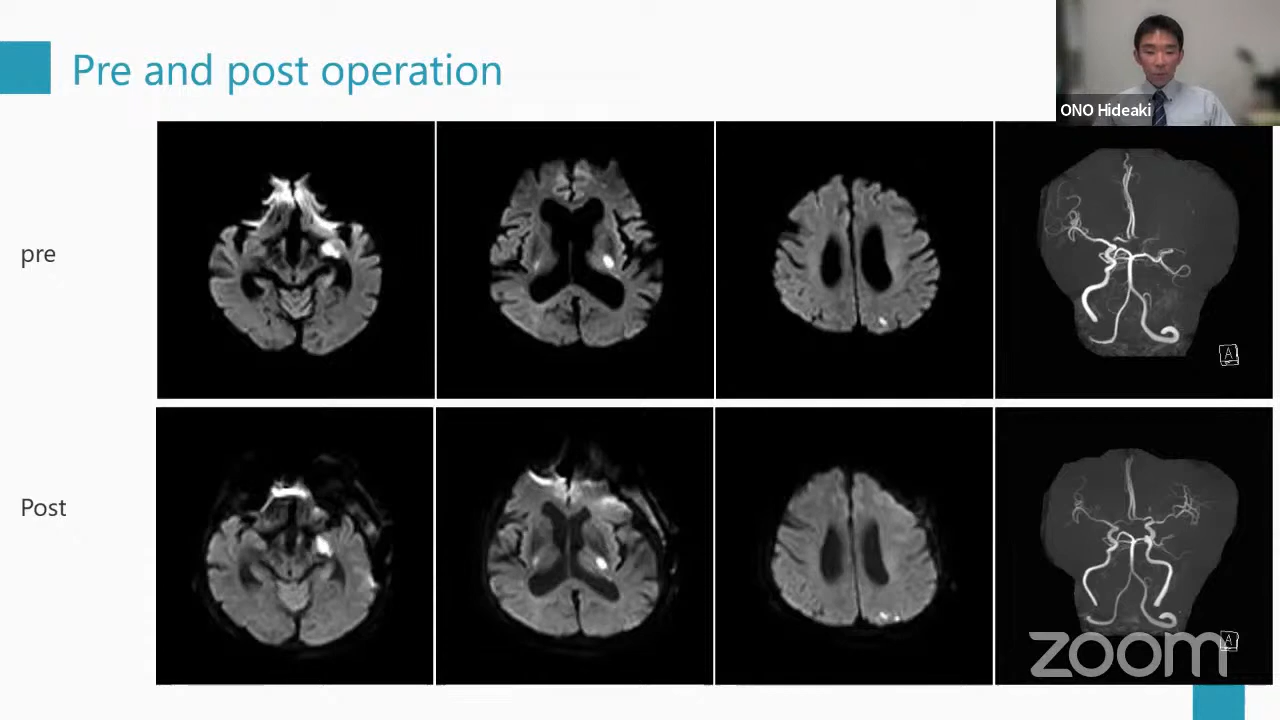 Pre and post operation
ONO Hideaki
pre
A
Post
A
zoom